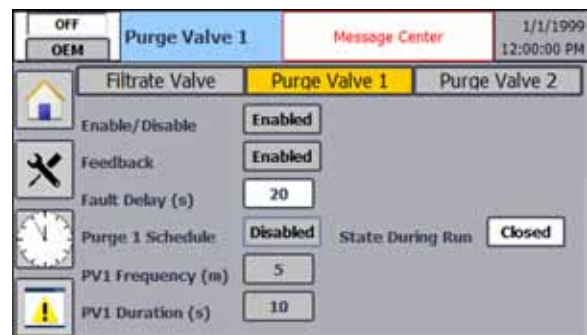 OFF
OEM
Purge Valve 1
Message Center
1/1/1999
12:00:00 PM
Filtrate Valve Purge Valve 1 Purge Valve 2
Enable/Disable Enabled
Feedback Enabled
Fault Delay (s) 20
Purge 1 Schedule Disabled State During Run Closed
PV1 Frequency (m) 5
PV1 Duration (s) 10